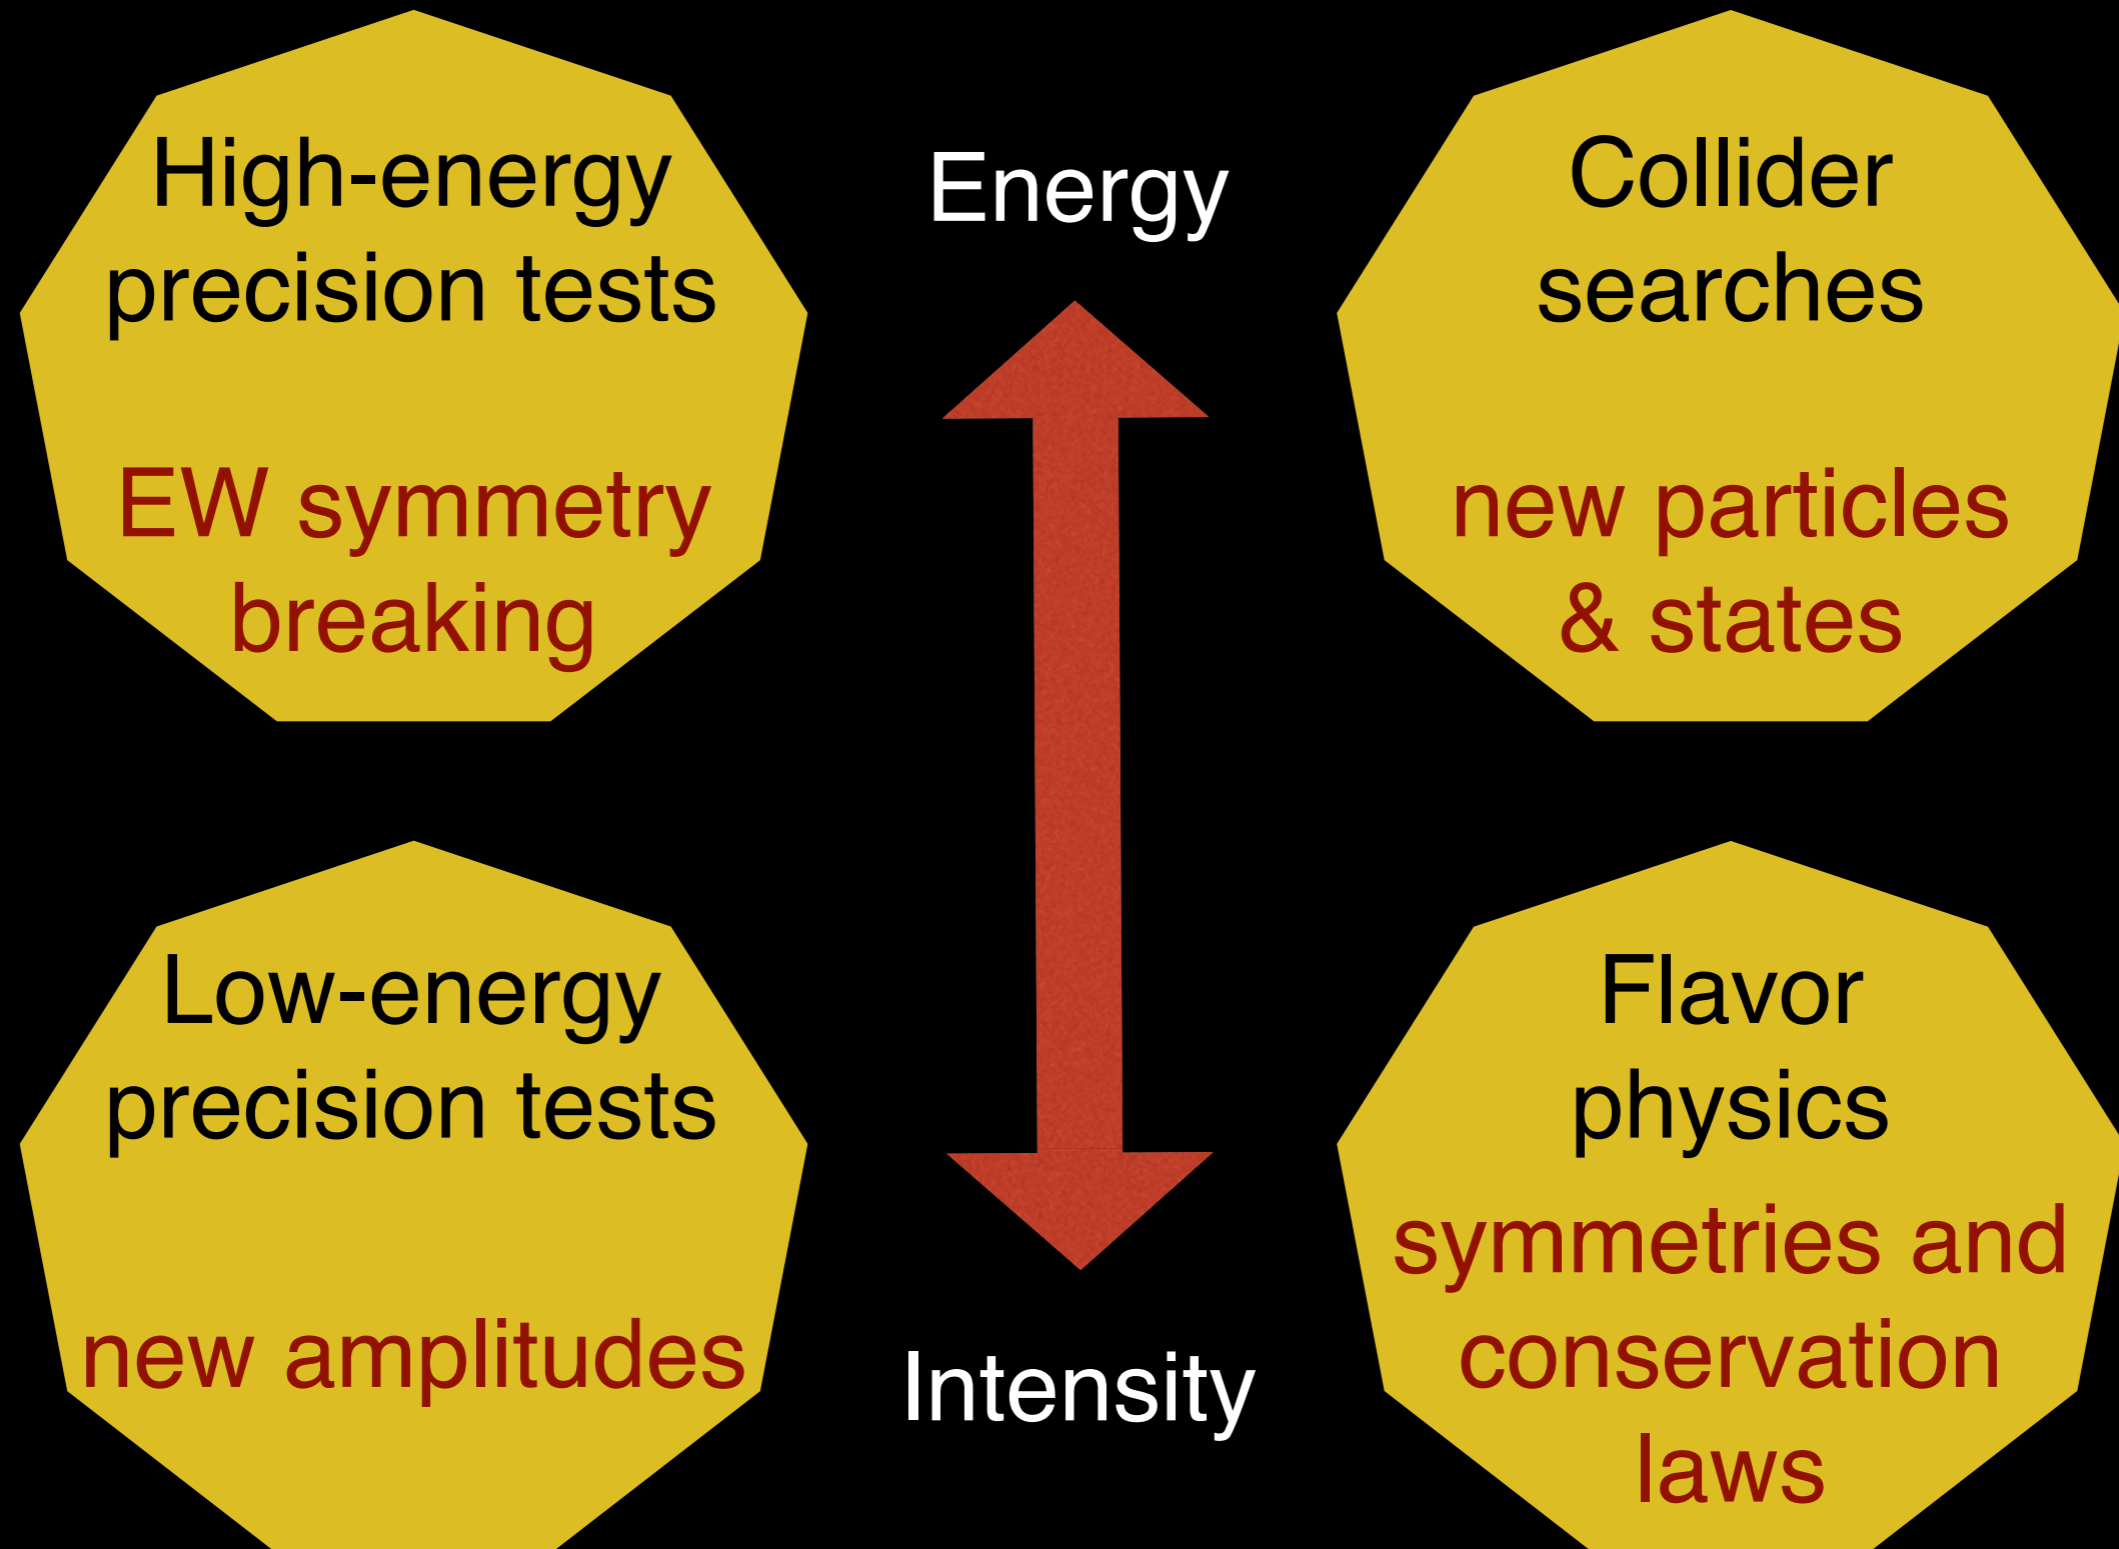 High-energy
precision tests
EW symmetry
breaking
Energy
Collider
searches
new particles
& states
Low-energy
precision tests
new amplitudes
Intensity
Flavor
physics
symmetries and
conservation
laws